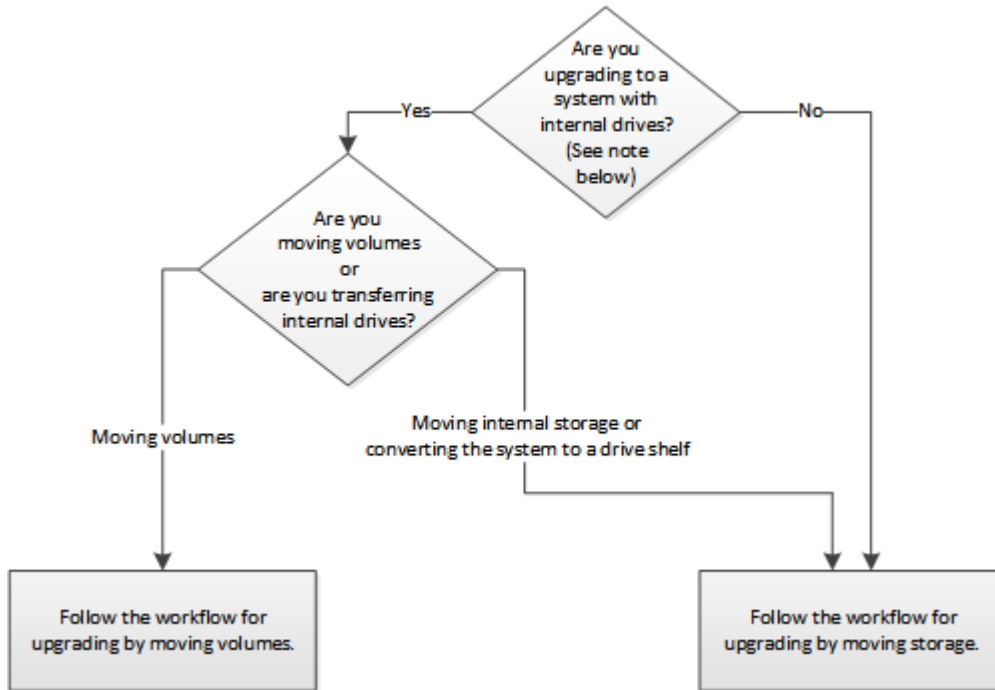 Are you
upgrading to a
system with
internal drives?
(See note
below)
Yes
No
Are you
moving volumes
or
are you transferring
internal drives?
Moving volumes
Moving internal storage or
converting the system to a drive shelf
Follow the workflow for
upgrading by moving volumes.
Follow the workflow for
upgrading by moving storage.